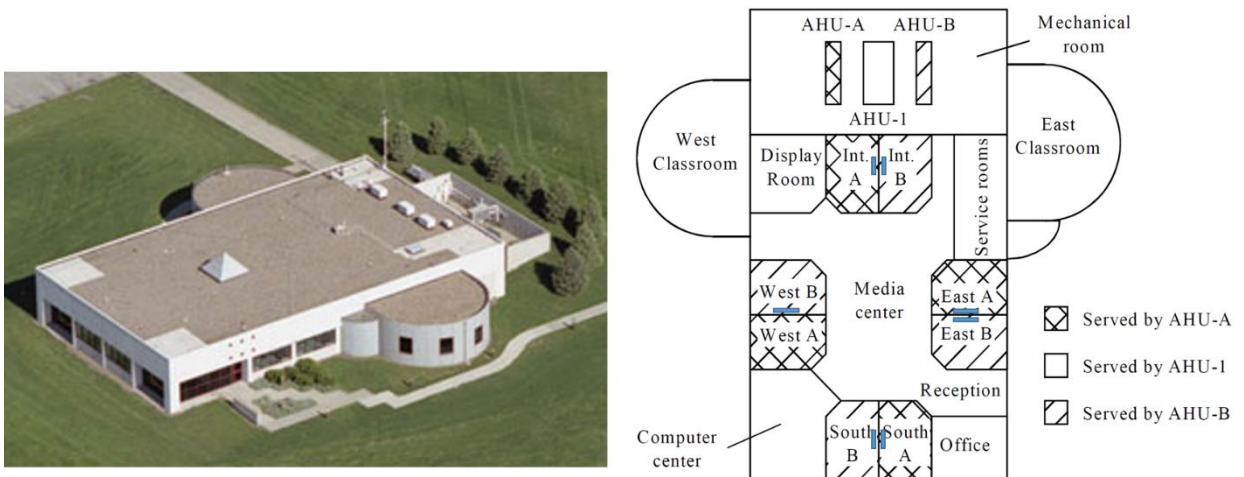 AHU-A
AHU-B
Mechanical
room
AHU-1
West
Classroom
East
Classroom
Display
Room
Int.
A
Int.
B
Service rooms
West B
West A
Media
center
East A
East B
Served by AHU-A
Served by AHU-1
Served by AHU-B
Reception
Computer
center
South
B
South
A
Office